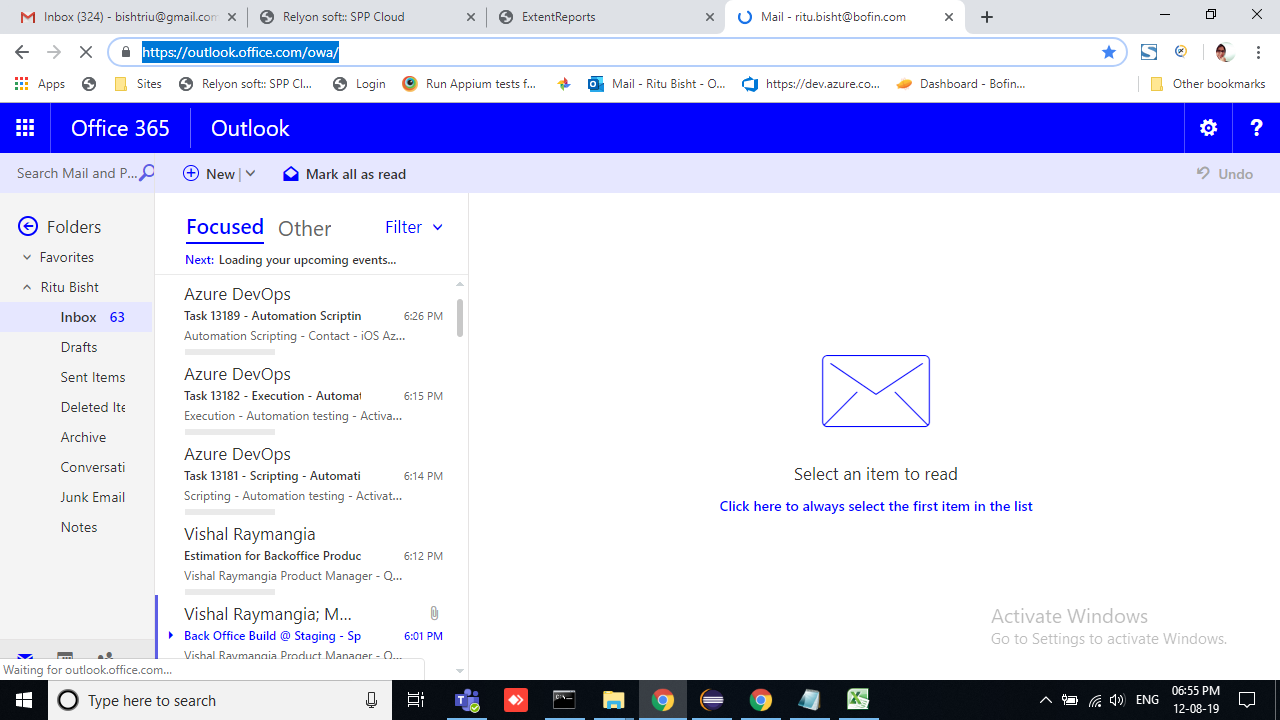 Inbox (324) - bishtriu@gmail.com
Relyon soft:: SPP Cloud
ExtentReports
Mail - ritu.bisht@bofin.com
https://outlook.office.com/owa/
Apps
Sites
Relyon soft:: SPP Cl...
Login
Run Appium tests f...
Mail - Ritu Bisht - O...
https://dev.azure.co...
Dashboard - Bofin...
Other bookmarks
Office 365
Outlook
?
Search Mail and P...
New
Mark all as read
Undo
Folders
Favorites
Ritu Bisht
Inbox 63
Drafts
Sent Items
Deleted Ite
Archive
Conversati
Junk Email
Notes
Focused
Other
Filter
Next: Loading your upcoming events...
Azure DevOps
Task 13189 - Automation Scriptin 6:26 PM
Automation Scripting - Contact - iOS Az...
Azure DevOps
Task 13182 - Execution - Automat 6:15 PM
Execution - Automation testing - Activa...
Azure DevOps
Task 13181 - Scripting - Automati 6:14 PM
Scripting - Automation testing - Activat...
Vishal Raymangia
Estimation for Backoffice Produc 6:12 PM
Vishal Raymangia Product Manager - Q...
Vishal Raymangia; M...
Back Office Build @ Staging - Sp 6:01 PM
Vishal Raymangia Product Manager - Q...
Select an item to read
Click here to always select the first item in the list
Activate Windows
Go to Settings to activate Windows.
Waiting for outlook.office.com...
Type here to search
ENG
06:55 PM
12-08-19